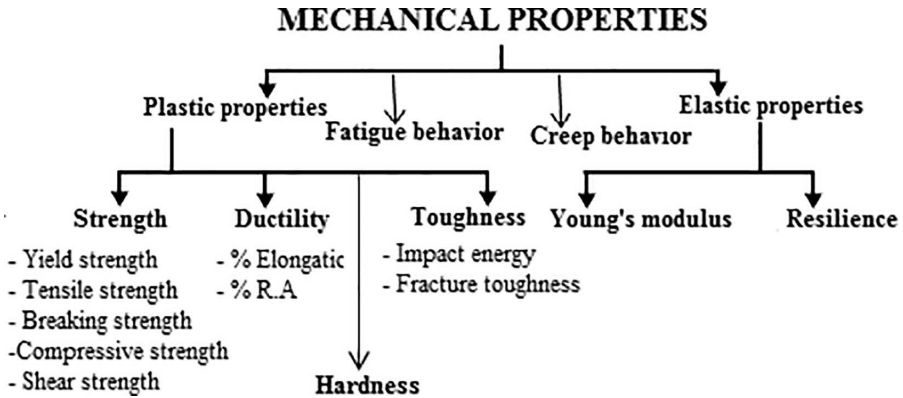 MECHANICAL PROPERTIES
Plastic properties
Fatigue behavior
Creep behavior
Elastic properties
Strength
- Yield strength
- Tensile strength
- Breaking strength
-Compressive strength
- Shear strength
Ductility
- % Elongatic
- % R.A
Hardness
Toughness
- Impact energy
- Fracture toughness
Young's modulus
Resilience